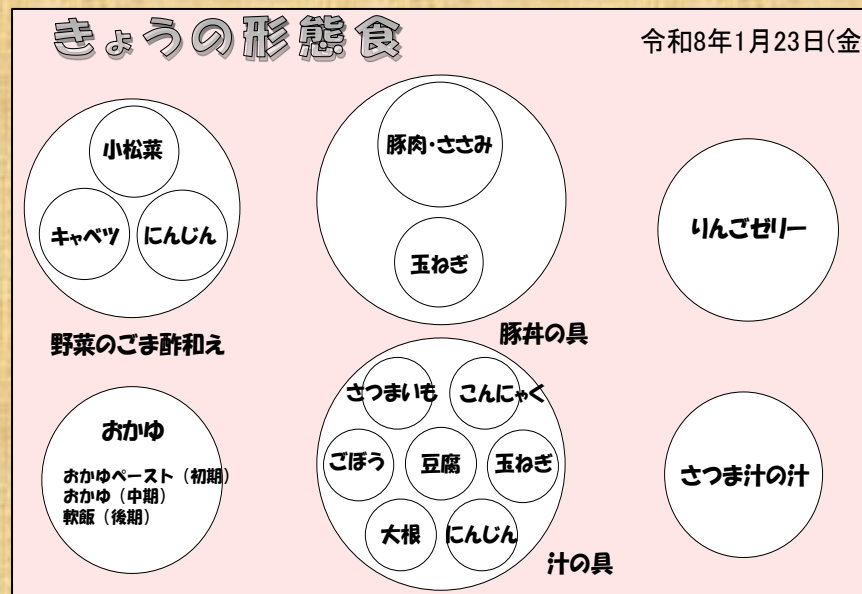 きょうの形態食
令和8年1月23日(金
小松菜
キャベツ
にんじん
野菜のごま酢和え
豚肉・ささみ
玉ねぎ
豚丼の具
りんごゼリー
おかゆ
おかゆペースト（初期）
おかゆ（中期）
軟飯（後期）
さつまいも
こんにゃく
ごぼう
豆腐
玉ねぎ
大根
にんじん
汁の具
さつま汁の汁